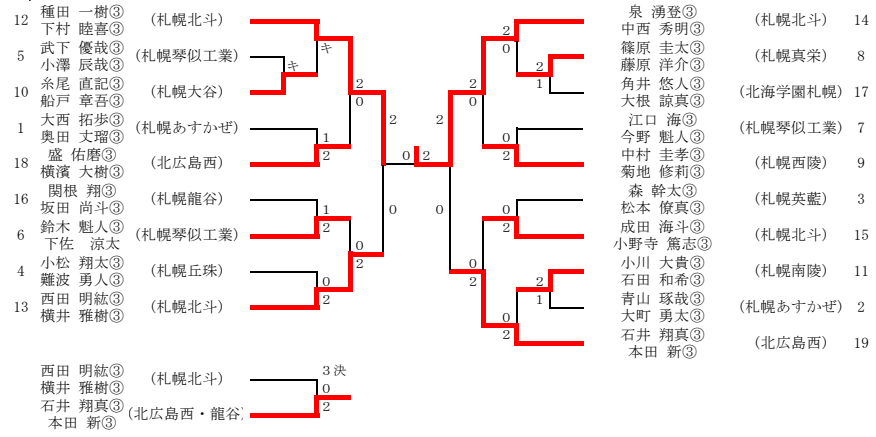 12 種田 一樹③ (札幌北斗)
下村 睦喜③
5 武下 優哉③ (札幌琴似工業)
小澤 辰哉③
10 糸尾 直記③ (札幌大谷)
船戸 章吾③
1 大西 拓歩③ (札幌あすかぜ)
奥田 丈瑠③
18 盛 佑磨③ (北広島西)
横濱 大樹③
16 関根 翔③ (札幌龍谷)
坂田 尚斗③
6 鈴木 魁人③ (札幌琴似工業)
下佐 涼太
4 小松 翔太③ (札幌丘珠)
難波 勇人③
13 西田 明紘③ (札幌北斗)
横井 雅樹③
キ
キ
2
0
1
2
2
0
1
2
0
2
0
2
0 2
2
0
2
0
2
0
0
2
0
2
2
1
0
2
0
2
2
1
0
2
泉 湧登③ (札幌北斗) 14
中西 秀明③
篠原 圭太③ (札幌真栄) 8
藤原 洋介③
角井 悠人③ (北海学園札幌) 17
大根 諒真③
江口 海③ (札幌琴似工業) 7
今野 魁人③
中村 圭孝③ (札幌西陵) 9
菊地 修莉③
森 幹太③ (札幌英藍) 3
松本 僚真③
成田 海斗③ (札幌北斗) 15
小野寺 篤志③
小川 大貴③ (札幌南陵) 11
石田 和希③
青山 琢哉③ (札幌あすかぜ) 2
大町 勇太③
石井 翔真③ (北広島西) 19
本田 新③
西田 明紘③ (札幌北斗)
横井 雅樹③
石井 翔真③ (北広島西・龍谷)
本田 新③
3決
0
2